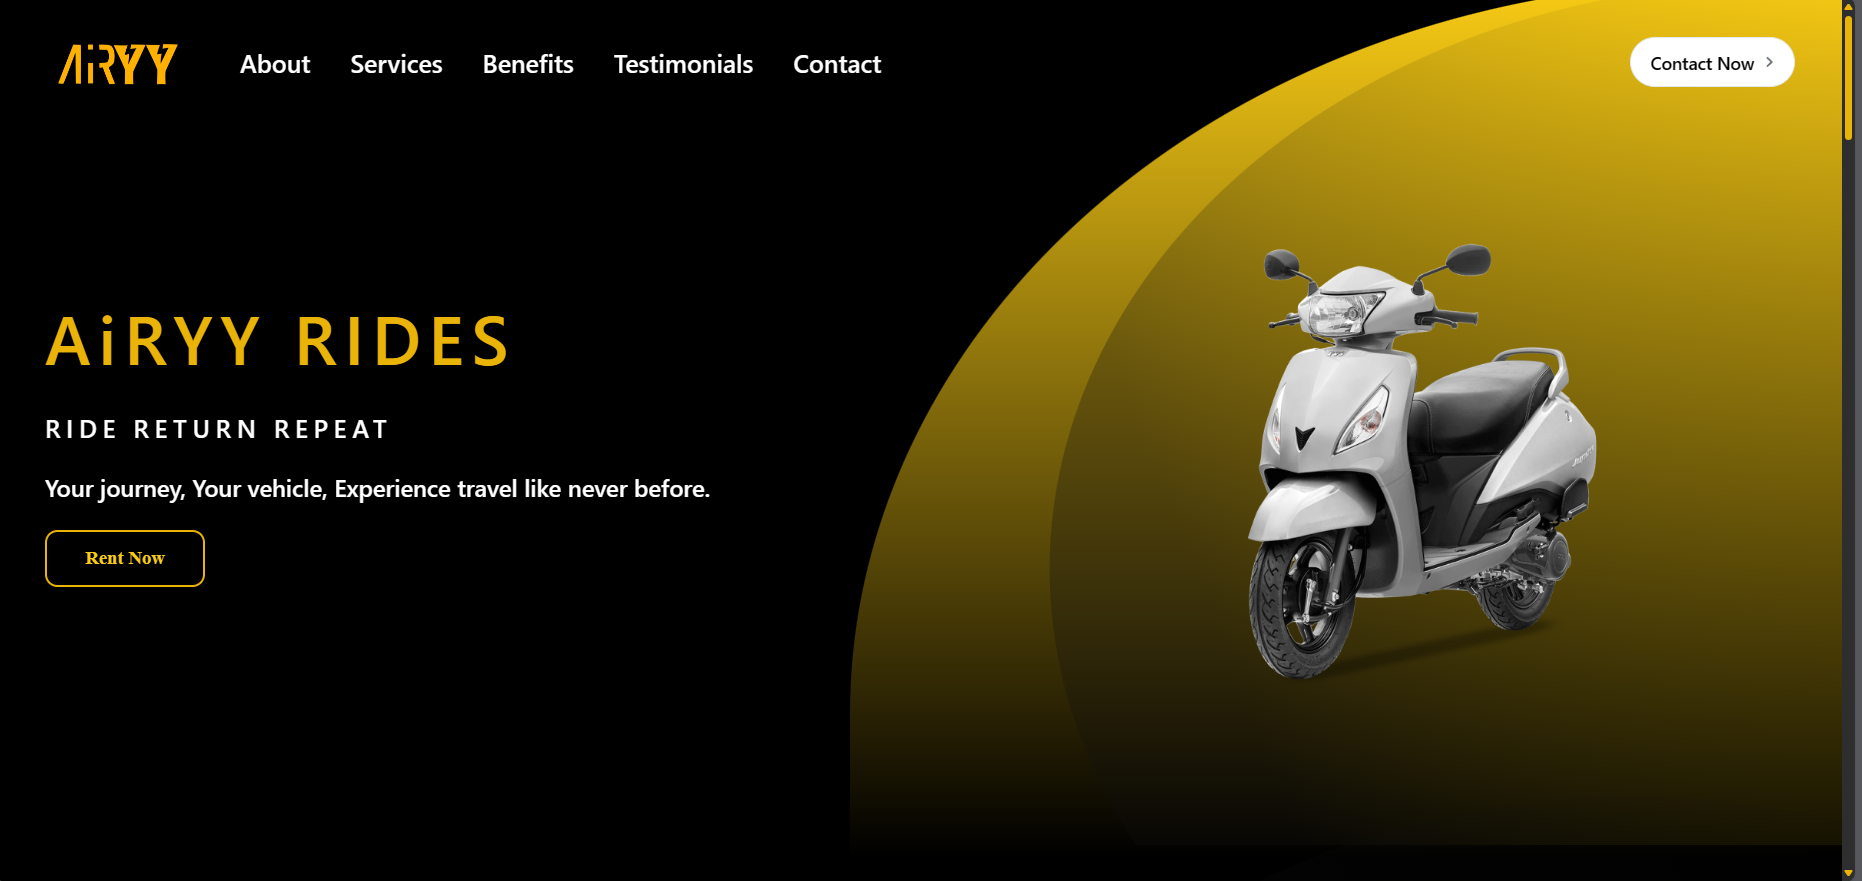 AiRYY
About
Services
Benefits
Testimonials
Contact
Contact Now
AiRYY RIDES
RIDE RETURN REPEAT
Your journey, Your vehicle, Experience travel like never before.
Rent Now